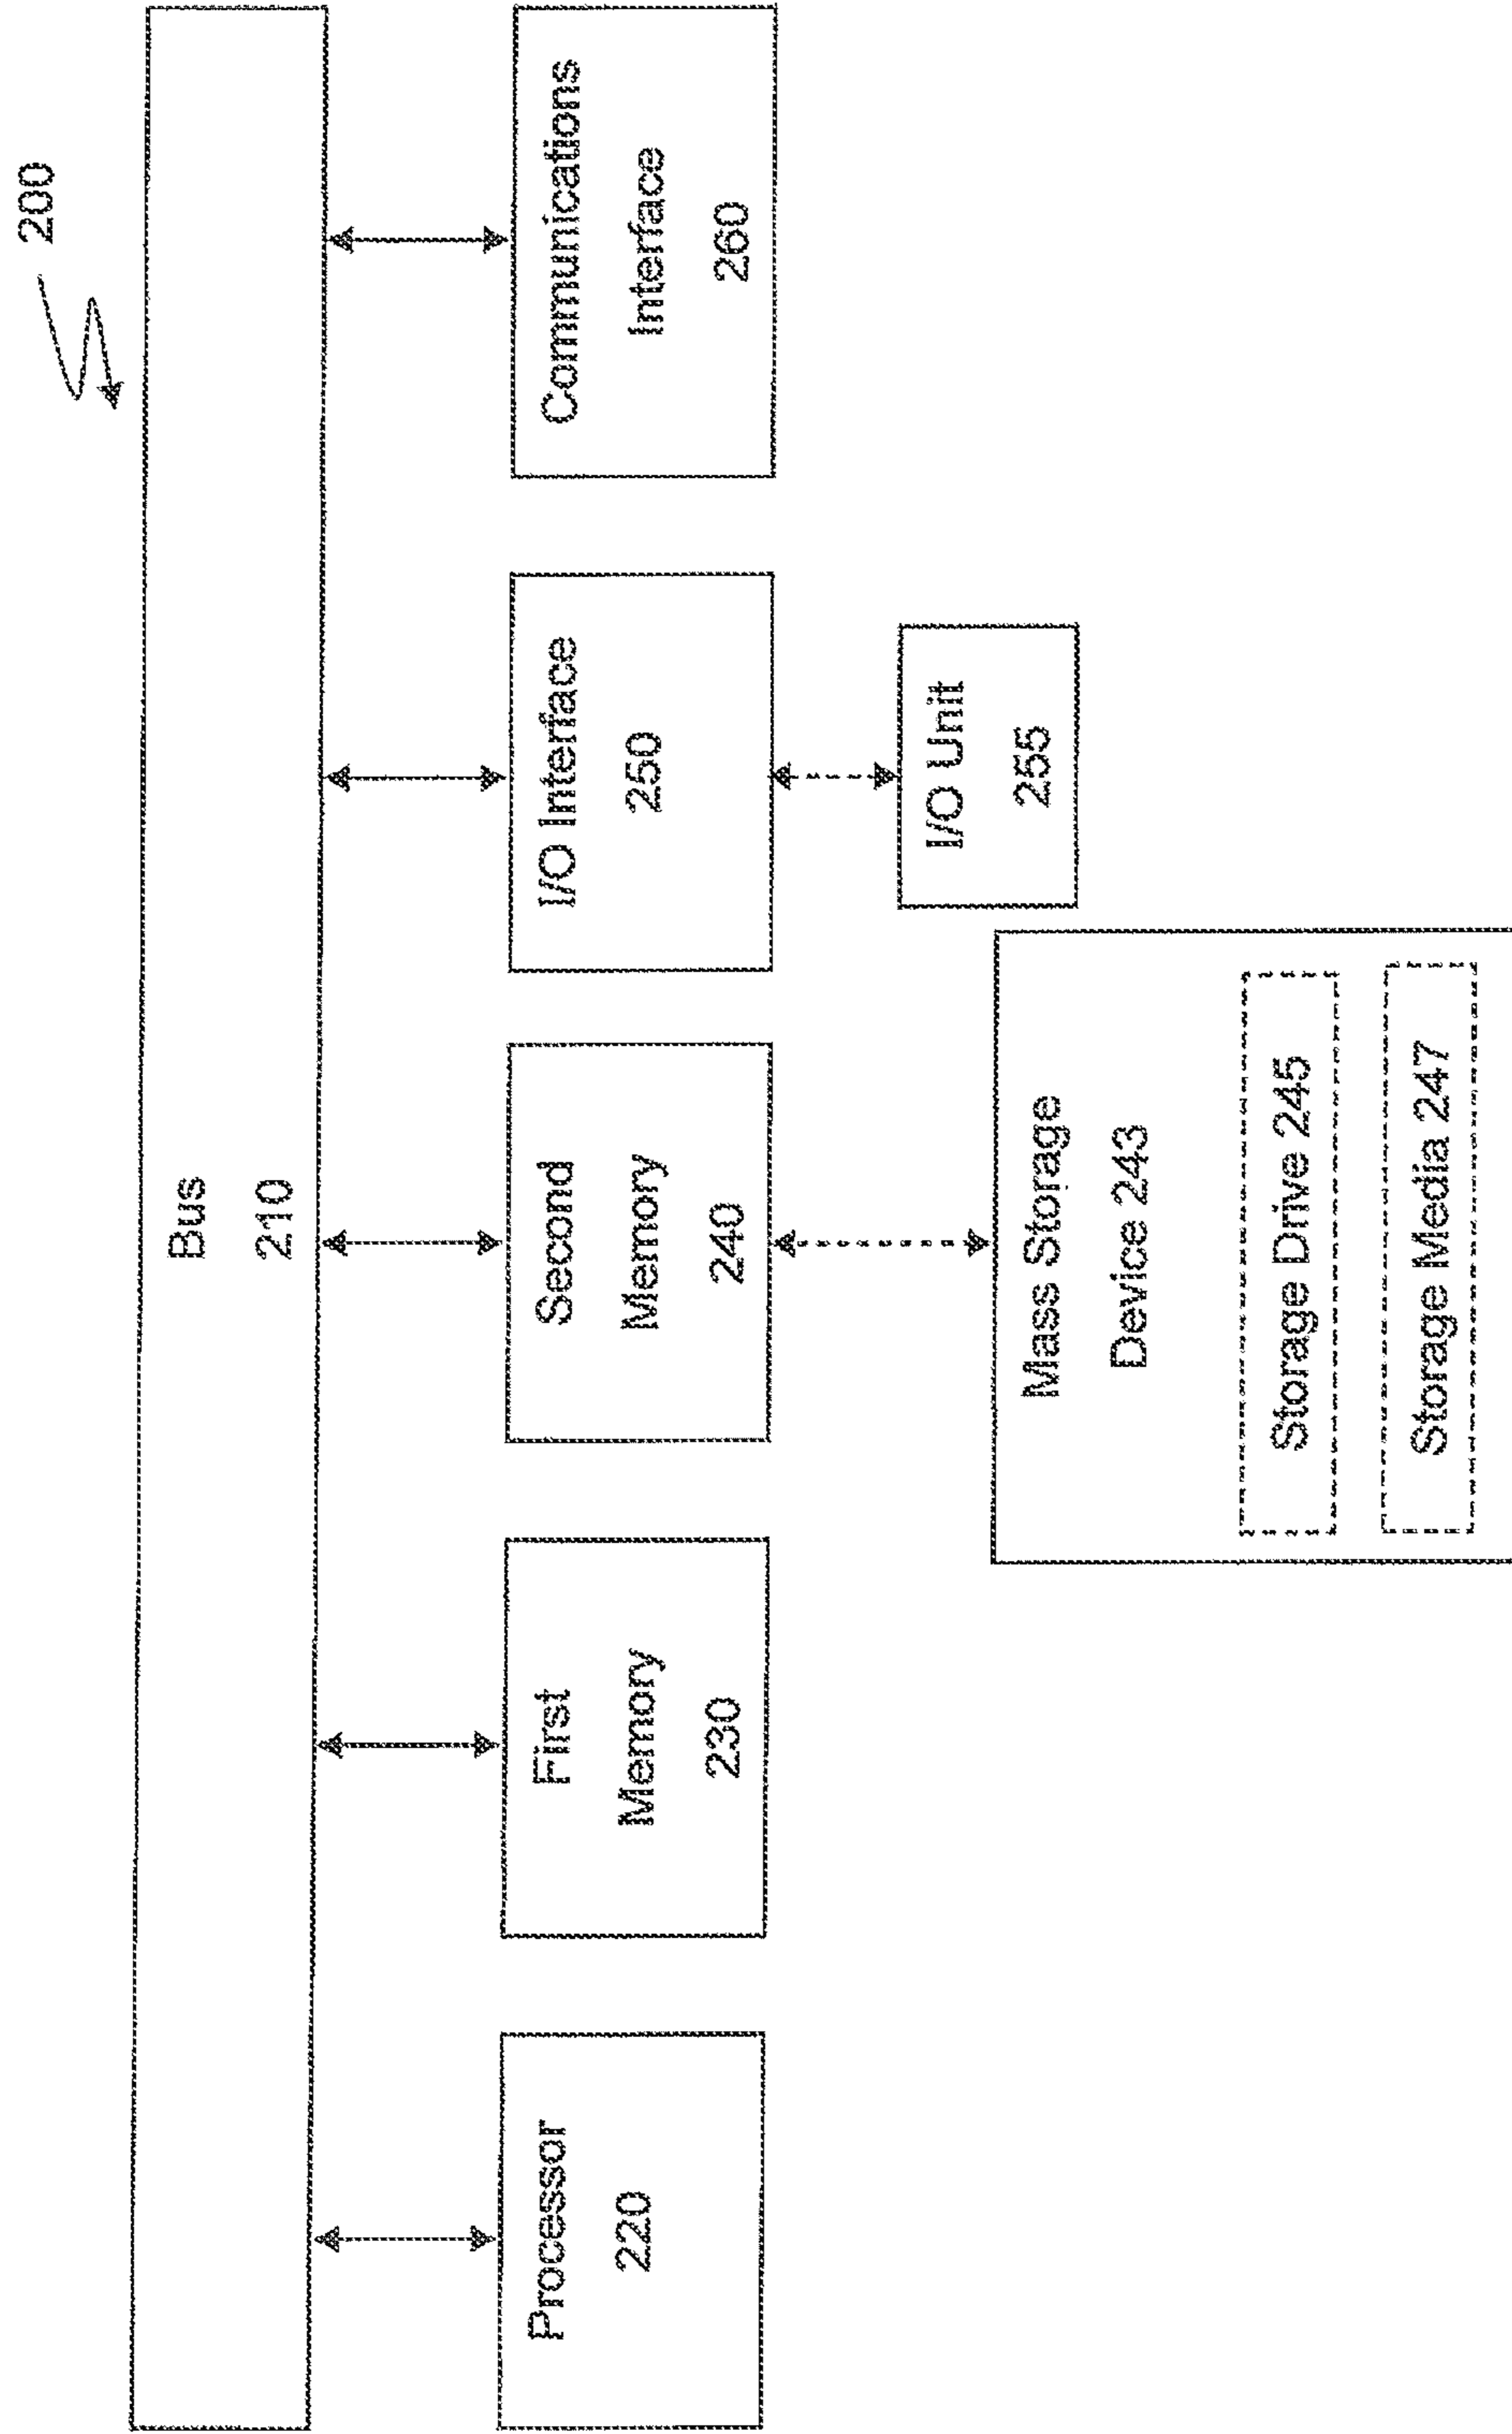 200
Bus
210
Processor
220
First
Memory
230
Second
Memory
240
I/O Interface
250
Communications
Interface
260
I/O Unit
255
Mass Storage
Device 243
Storage Drive 245
Storage Media 247